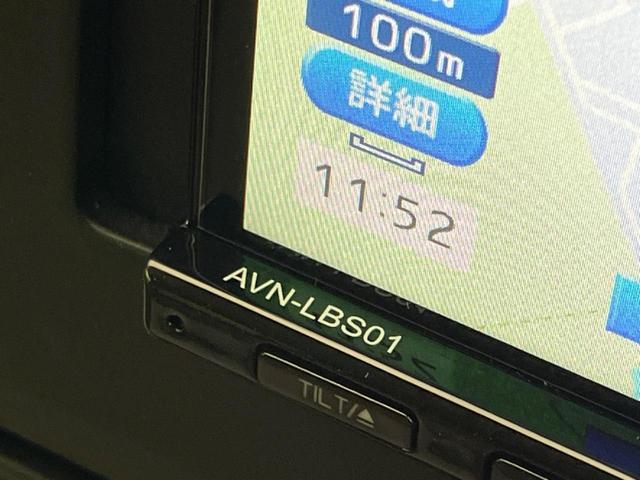 100m
詳細
11:52
AVN-LBS01
TILT/⏏